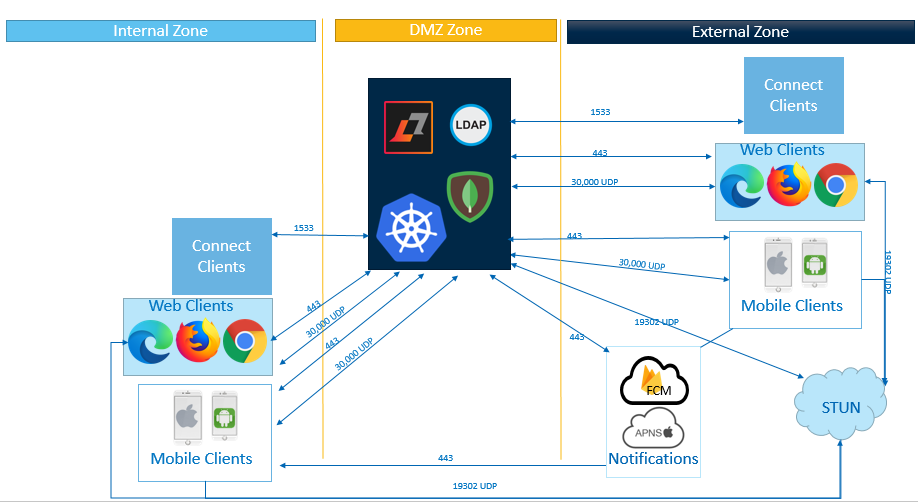 Internal Zone
DMZ Zone
External Zone
LDAP
1533
Connect
Clients
443
Web Clients
30,000 UDP
443
30,000 UDP
Mobile Clients
19302 UDP
1533
Connect
Clients
Web Clients
443
30,000 UDP
443
30,000 UDP
Mobile Clients
19302 UDP
443
FCM
APNS
Notifications
STUN
443
19302 UDP